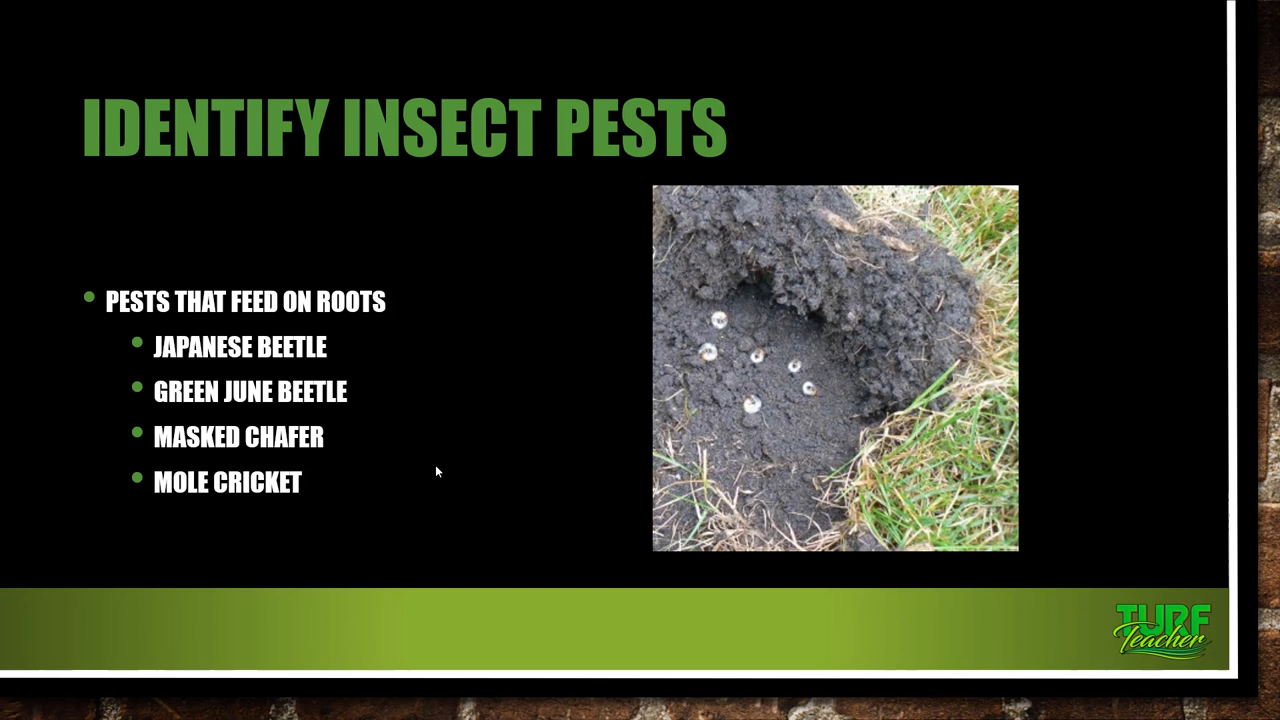 IDENTIFY INSECT PESTS
PESTS THAT FEED ON ROOTS
JAPANESE BEETLE
GREEN JUNE BEETLE
MASKED CHAFER
MOLE CRICKET
TURF
Teacher